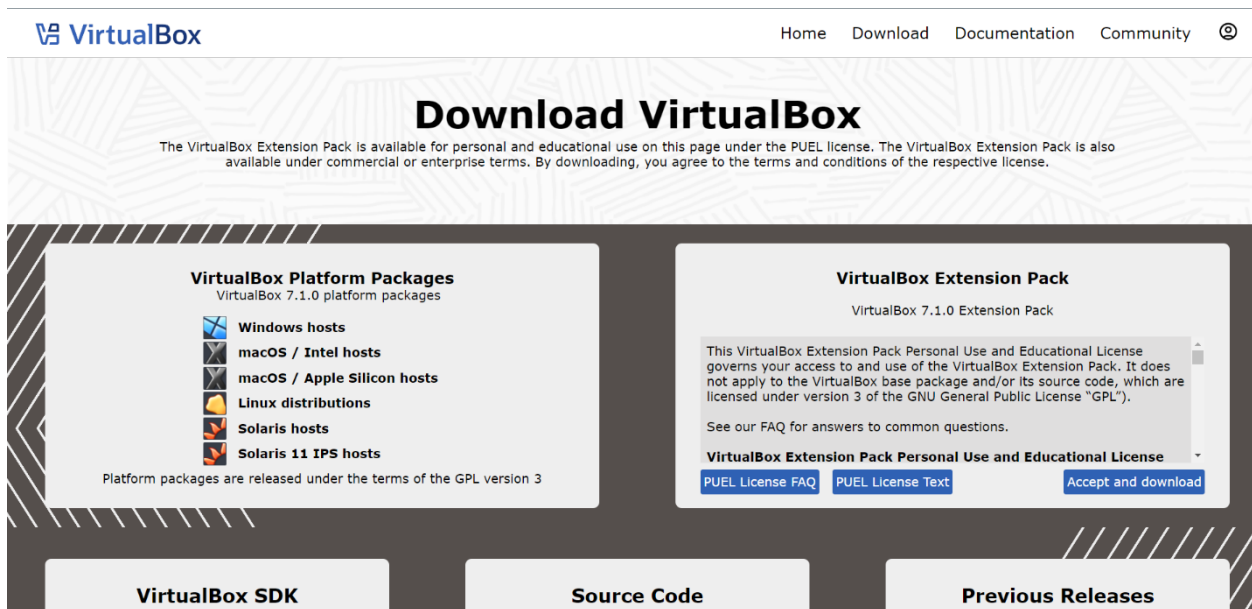 VirtualBox
Home Download Documentation Community
Download VirtualBox
The VirtualBox Extension Pack is available for personal and educational use on this page under the PUEL license. The VirtualBox Extension Pack is also
available under commercial or enterprise terms. By downloading, you agree to the terms and conditions of the respective license.
VirtualBox Platform Packages
VirtualBox 7.1.0 platform packages
Windows hosts
macOS / Intel hosts
macOS / Apple Silicon hosts
Linux distributions
Solaris hosts
Solaris 11 IPS hosts
Platform packages are released under the terms of the GPL version 3
VirtualBox Extension Pack
VirtualBox 7.1.0 Extension Pack
This VirtualBox Extension Pack Personal Use and Educational License
governs your access to and use of the VirtualBox Extension Pack. It does
not apply to the VirtualBox base package and/or its source code, which are
licensed under version 3 of the GNU General Public License “GPL”).
See our FAQ for answers to common questions.
VirtualBox Extension Pack Personal Use and Educational License
PUEL License FAQ PUEL License Text Accept and download
VirtualBox SDK
Source Code
Previous Releases